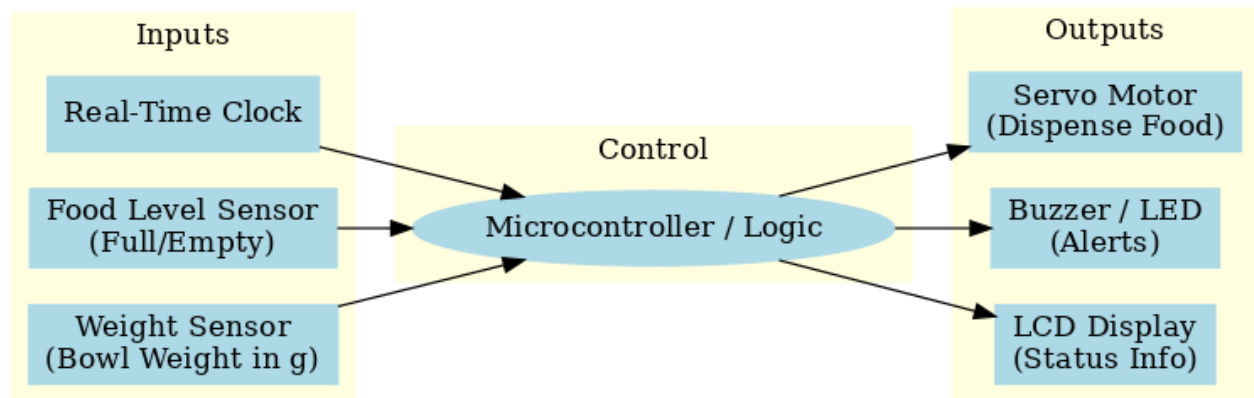 Inputs
Real-Time Clock
Food Level Sensor
(Full/Empty)
Weight Sensor
(Bowl Weight in g)
Control
Microcontroller / Logic
Outputs
Servo Motor
(Dispense Food)
Buzzer / LED
(Alerts)
LCD Display
(Status Info)